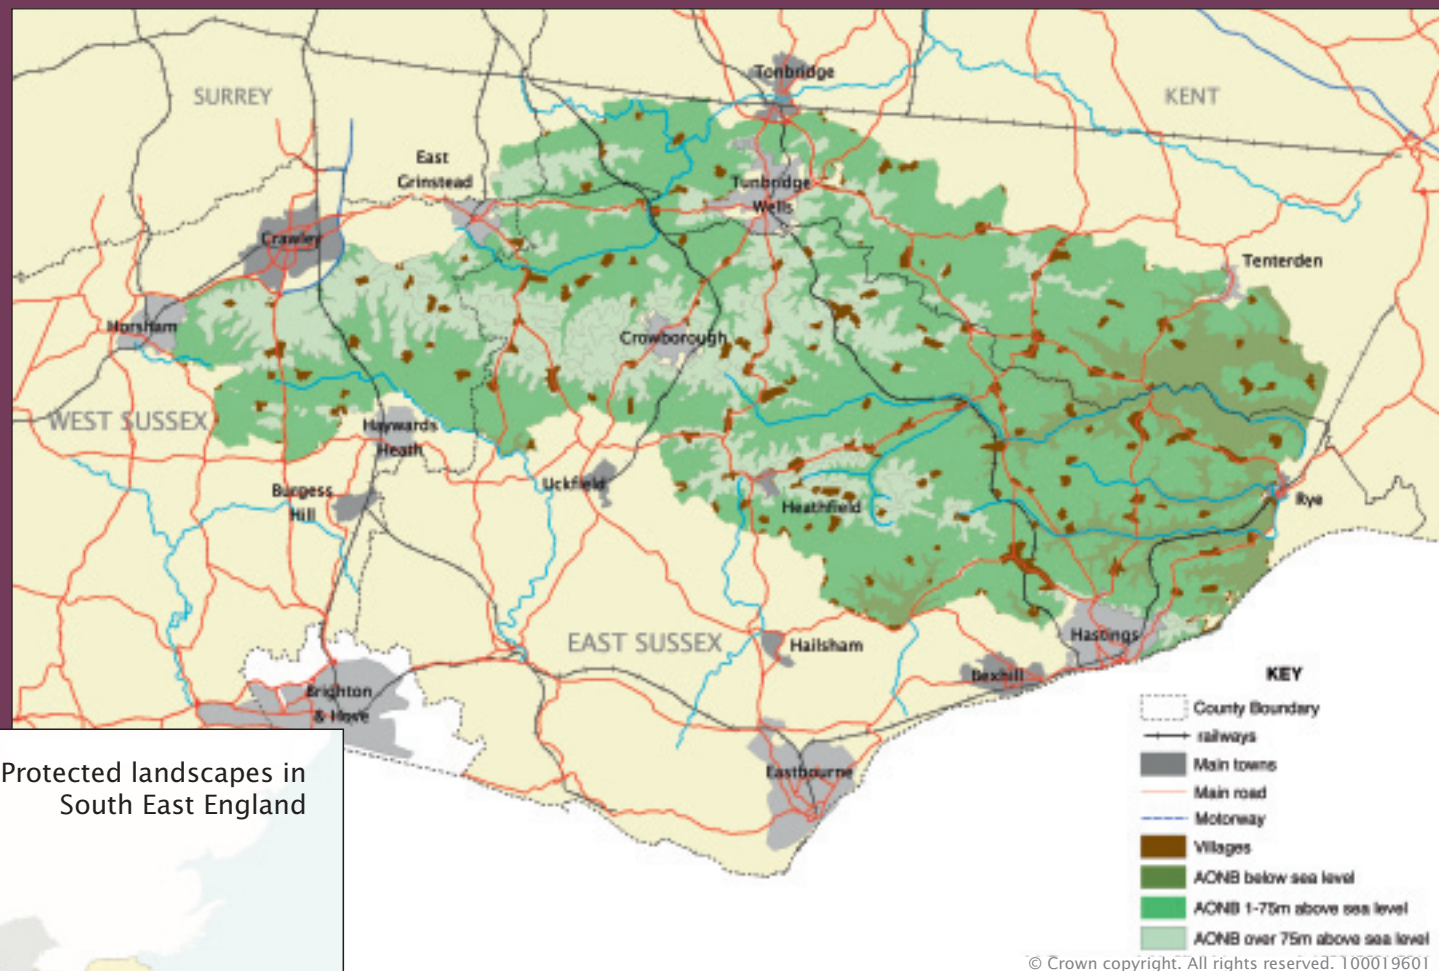 SURREY
KENT
Tonbridge
East
Grinstead
Tunbridge
Wells
Crawley
Tenterden
Horsham
Crowborough
WEST SUSSEX
Haywards
Heath
Uckfield
Burgess
Hill
Heathfield
Rye
EAST SUSSEX
Hailsham
Hastings
Bexhill
Brighton
& Hove
Eastbourne
KEY
County Boundary
railways
Main towns
Main road
Motorway
Villages
AONB below sea level
AONB 1-75m above sea level
AONB over 75m above sea level
Protected landscapes in
South East England
© Crown copyright. All rights reserved. 100019601